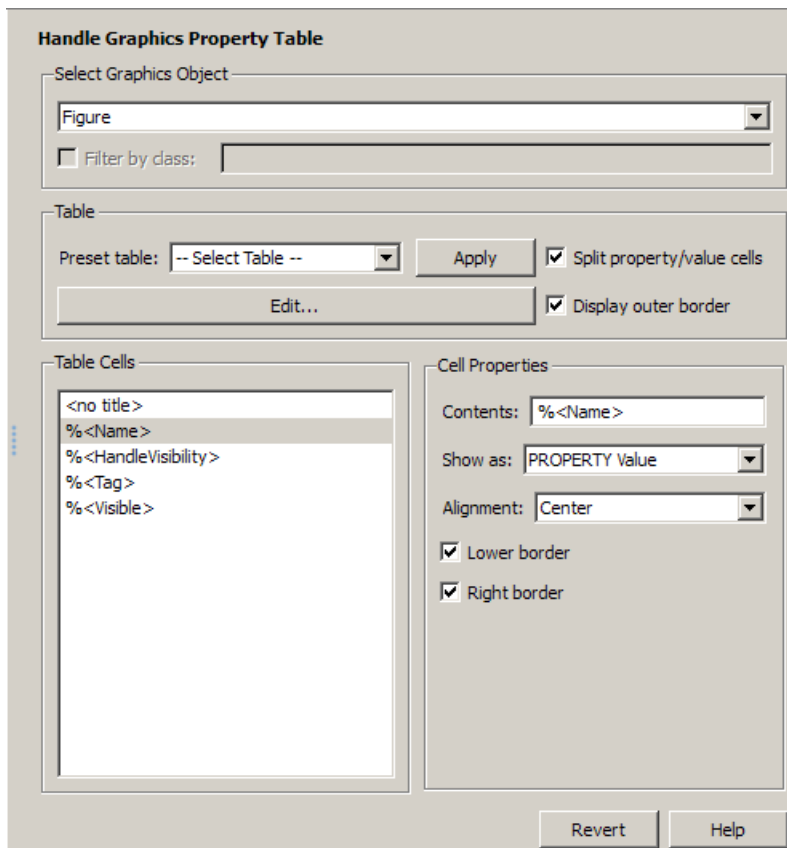 Handle Graphics Property Table
Select Graphics Object
Figure
Filter by class:
Table
Preset table: -- Select Table -- Apply Split property/value cells
Edit... Display outer border
Table Cells
<no title>
%<Name>
%<HandleVisibility>
%<Tag>
%<Visible>
Cell Properties
Contents: %<Name>
Show as: PROPERTY Value
Alignment: Center
Lower border
Right border
Revert Help